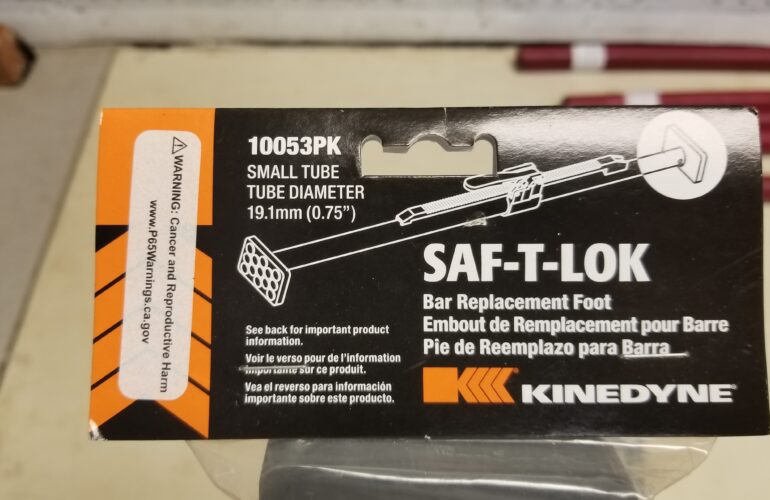 ⚠WARNING: Cancer and Reproductive Harm
www.P65Warnings.ca.gov
10053PK
SMALL TUBE
TUBE DIAMETER
19.1mm (0.75”)
SAF-T-LOK
Bar Replacement Foot
Embout de Remplacement pour Barre
Pie de Reemplazo para Barra
See back for important product
information.
Voir le verso pour de l'information
importante sur ce produit.
Vea el reverso para información
importante sobre este producto.
KINEDYNE